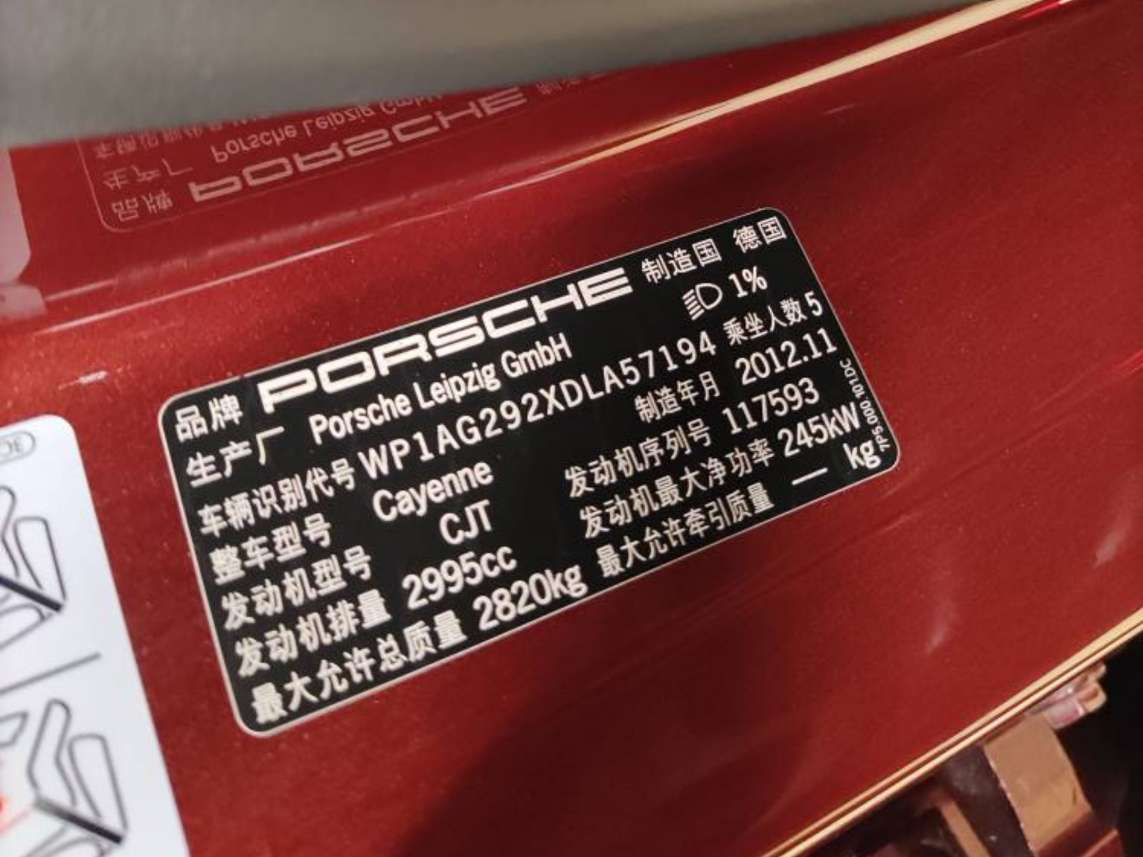 品牌 PORSCHE 制造国 德国
生产厂 Porsche Leipzig GmbH 1%
车辆识别代号 WP1AG292XDLA57194 乘坐人数 5
整车型号 Cayenne 制造年月 2012.11
发动机型号 CJT 发动机序列号 117593
发动机排量 2995cc 发动机最大净功率 245kW
最大允许总质量 2820kg 最大允许牵引质量 — kg
7P5.000.101DC